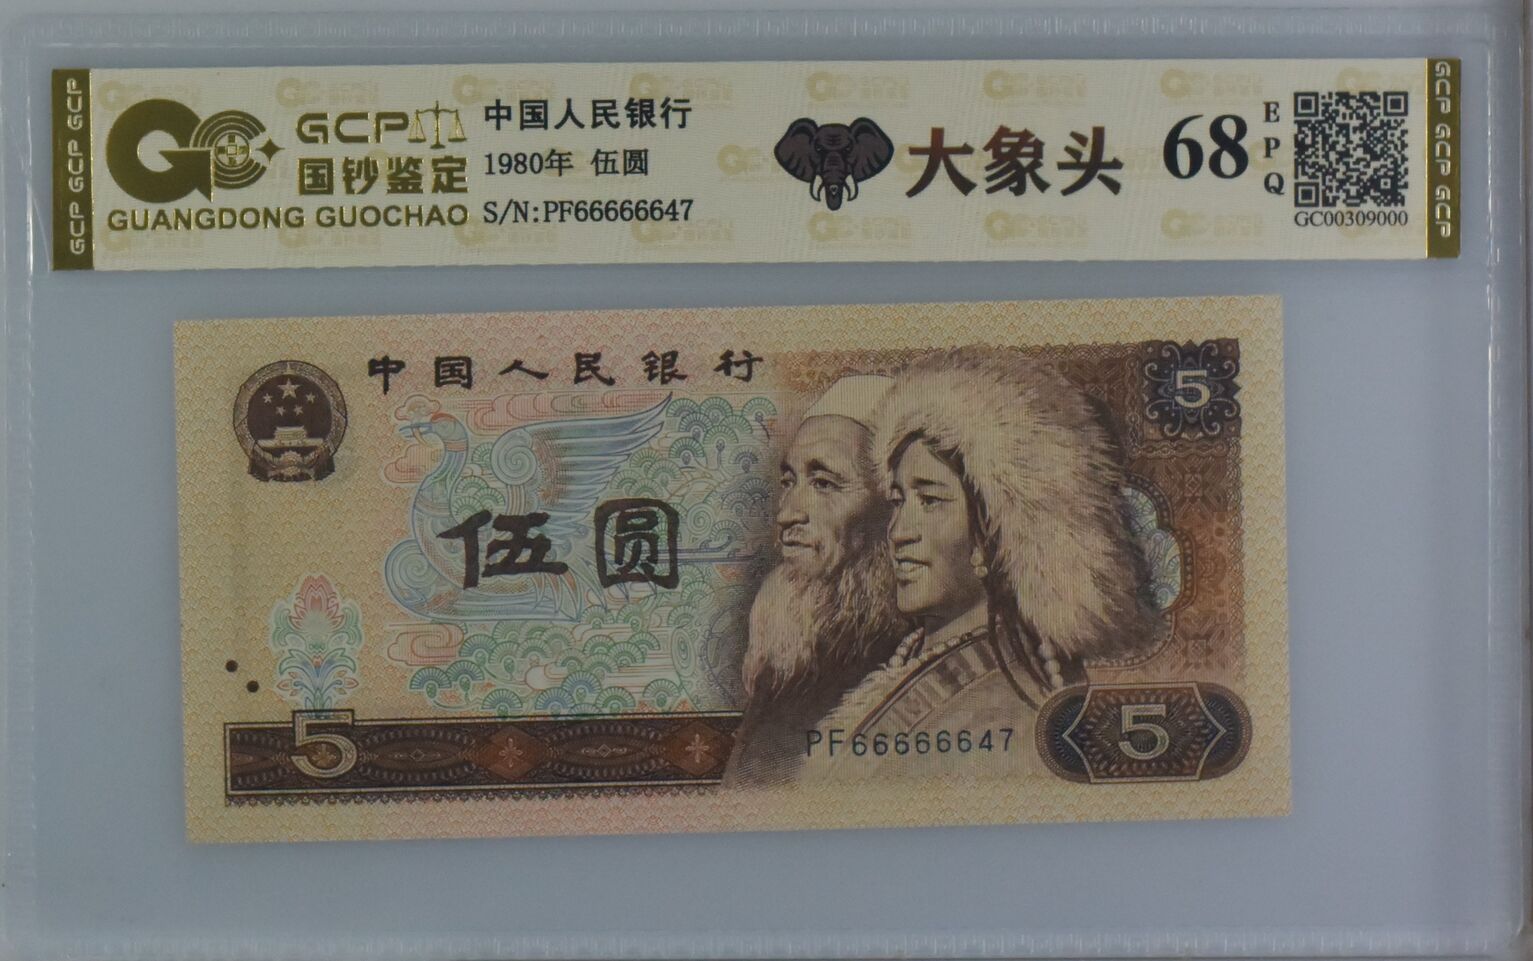 GCP GCP GCP
GCP
国钞鉴定
GUANGDONG GUOCHAO
中国人民银行
1980年 伍圆
S/N:PF66666647
大象头
68
EPQ
GC00309000
GCP GCP GCP GCP
中国人民银行
5
伍圆
5
PF66666647
5